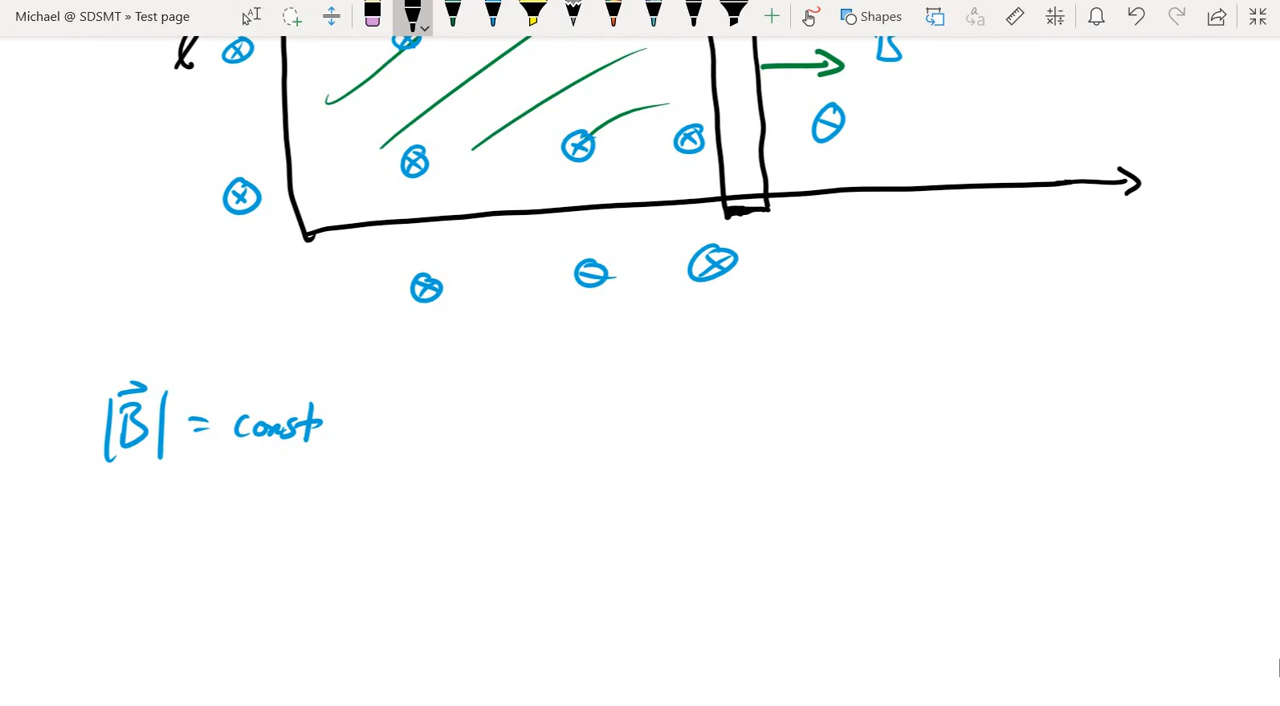 Michael @ SDSMT » Test page
Shapes
ℓ
B
|B⃗| = const